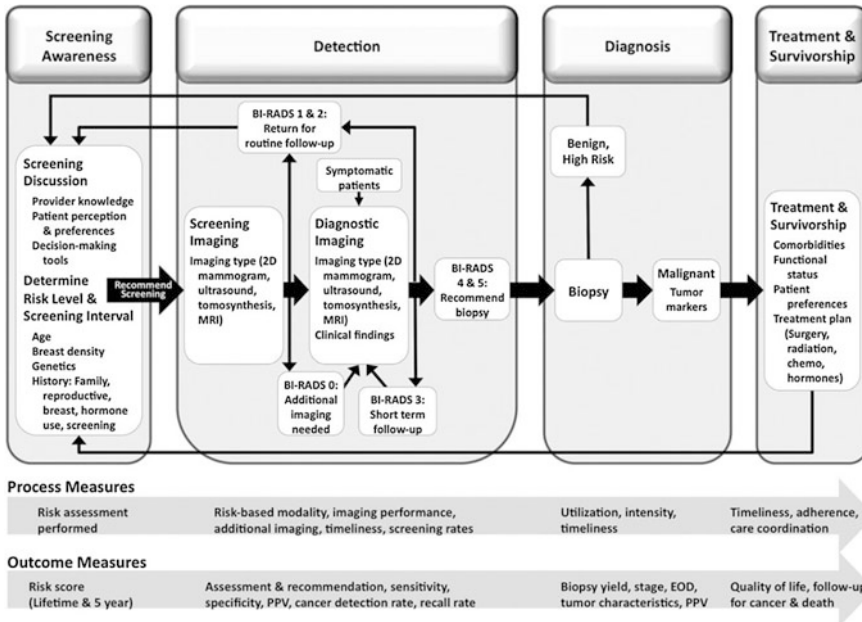 Screening
Awareness
Detection
Diagnosis
Treatment &
Survivorship
BI-RADS 1 & 2:
Return for
routine follow-up
Benign,
High Risk
Symptomatic
patients
Screening
Discussion
Provider knowledge
Patient perception
& preferences
Decision-making
tools
Determine
Risk Level &
Screening Interval
Age
Breast density
Genetics
History: Family,
reproductive,
breast, hormone
use, screening
Recommend
Screening
Screening
Imaging
Imaging type (2D
mammogram,
ultrasound,
tomosynthesis,
MRI)
Diagnostic
Imaging
Imaging type (2D
mammogram,
ultrasound,
tomosynthesis,
MRI)
Clinical findings
BI-RADS
4 & 5:
Recommend
biopsy
Biopsy
Malignant
Tumor
markers
Treatment &
Survivorship
Comorbidities
Functional
status
Patient
preferences
Treatment plan
(Surgery,
radiation,
chemo,
hormones)
BI-RADS 0:
Additional
imaging
needed
BI-RADS 3:
Short term
follow-up
Process Measures
Risk assessment
performed
Risk-based modality, imaging performance,
additional imaging, timeliness, screening rates
Utilization, intensity,
timeliness
Timeliness, adherence,
care coordination
Outcome Measures
Risk score
(Lifetime & 5 year)
Assessment & recommendation, sensitivity,
specificity, PPV, cancer detection rate, recall rate
Biopsy yield, stage, EOD,
tumor characteristics, PPV
Quality of life, follow-up
for cancer & death